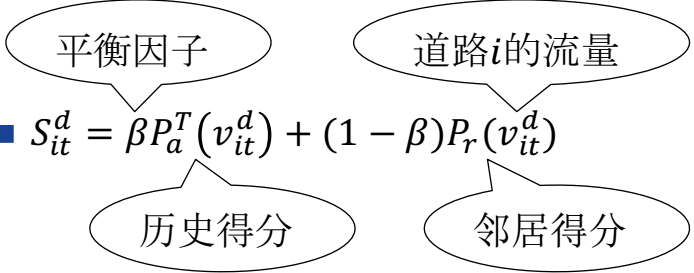 平衡因子
道路i的流量
S_{it}^{d} = βP_{a}^{T}(v_{it}^{d}) + (1 − β)P_{r}(v_{it}^{d})
历史得分
邻居得分